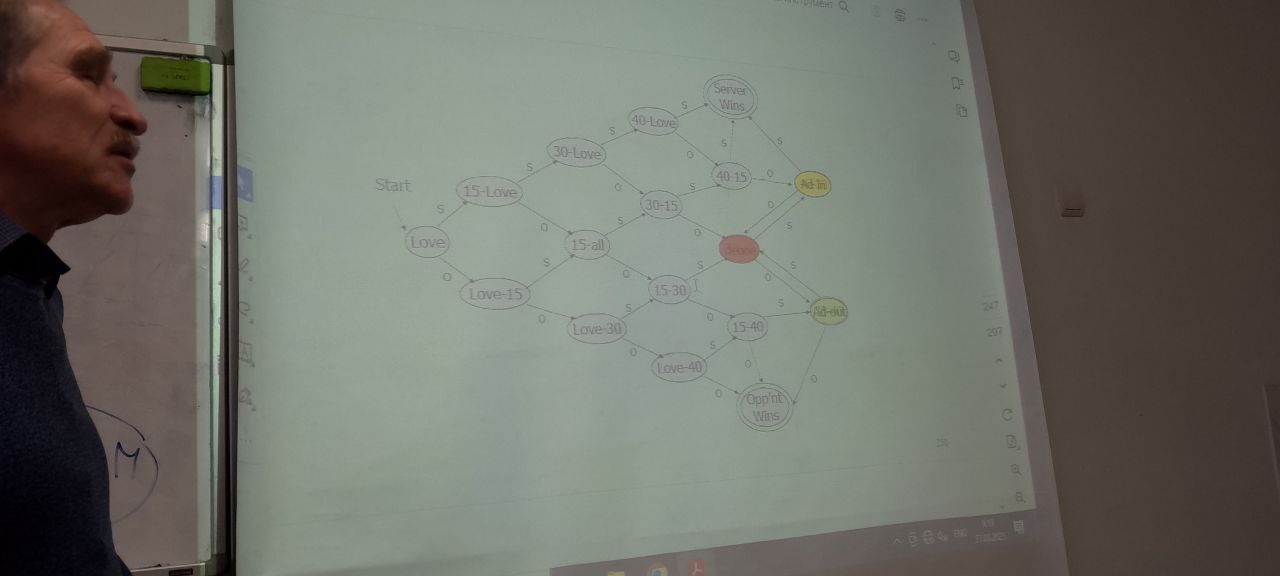 Server
Wins
40-Love
S
S
30-Love
O
S
S
40-15
O
Ad-in
Start
15-Love
S
O
S
30-15
O
S
S
O
S
O
deuce
Love
15-all
O
S
S
O
15-30
S
O
Love-15
O
S
Ad-out
O
15-40
S
Love-30
O
S
O
O
Love-40
O
Opp'nt
Wins
M
247
297
ENG